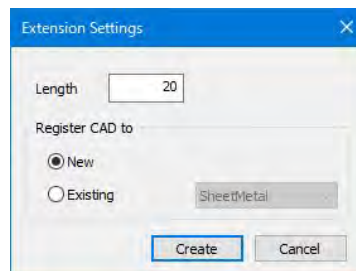 Extension Settings
Length 20
Register CAD to
New
Existing SheetMetal
Create Cancel